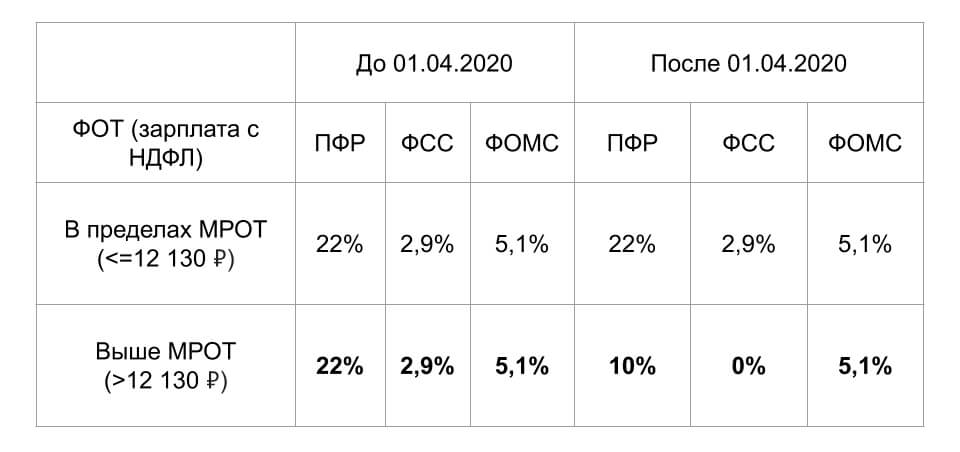 До 01.04.2020 После 01.04.2020
ФОТ (зарплата с
НДФЛ) ПФР ФСС ФОМС ПФР ФСС ФОМС
В пределах МРОТ
(<=12 130 ₽) 22% 2,9% 5,1% 22% 2,9% 5,1%
Выше МРОТ
(>12 130 ₽) 22% 2,9% 5,1% 10% 0% 5,1%